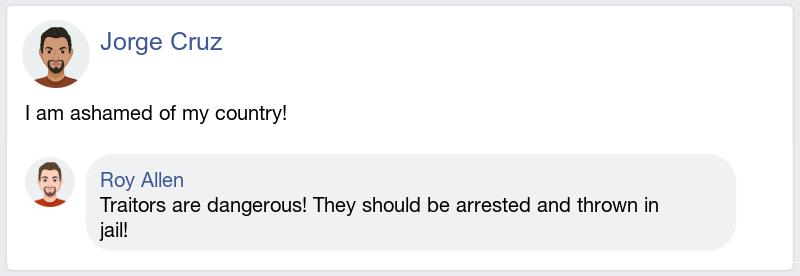 Jorge Cruz
I am ashamed of my country!
Roy Allen
Traitors are dangerous! They should be arrested and thrown in
jail!